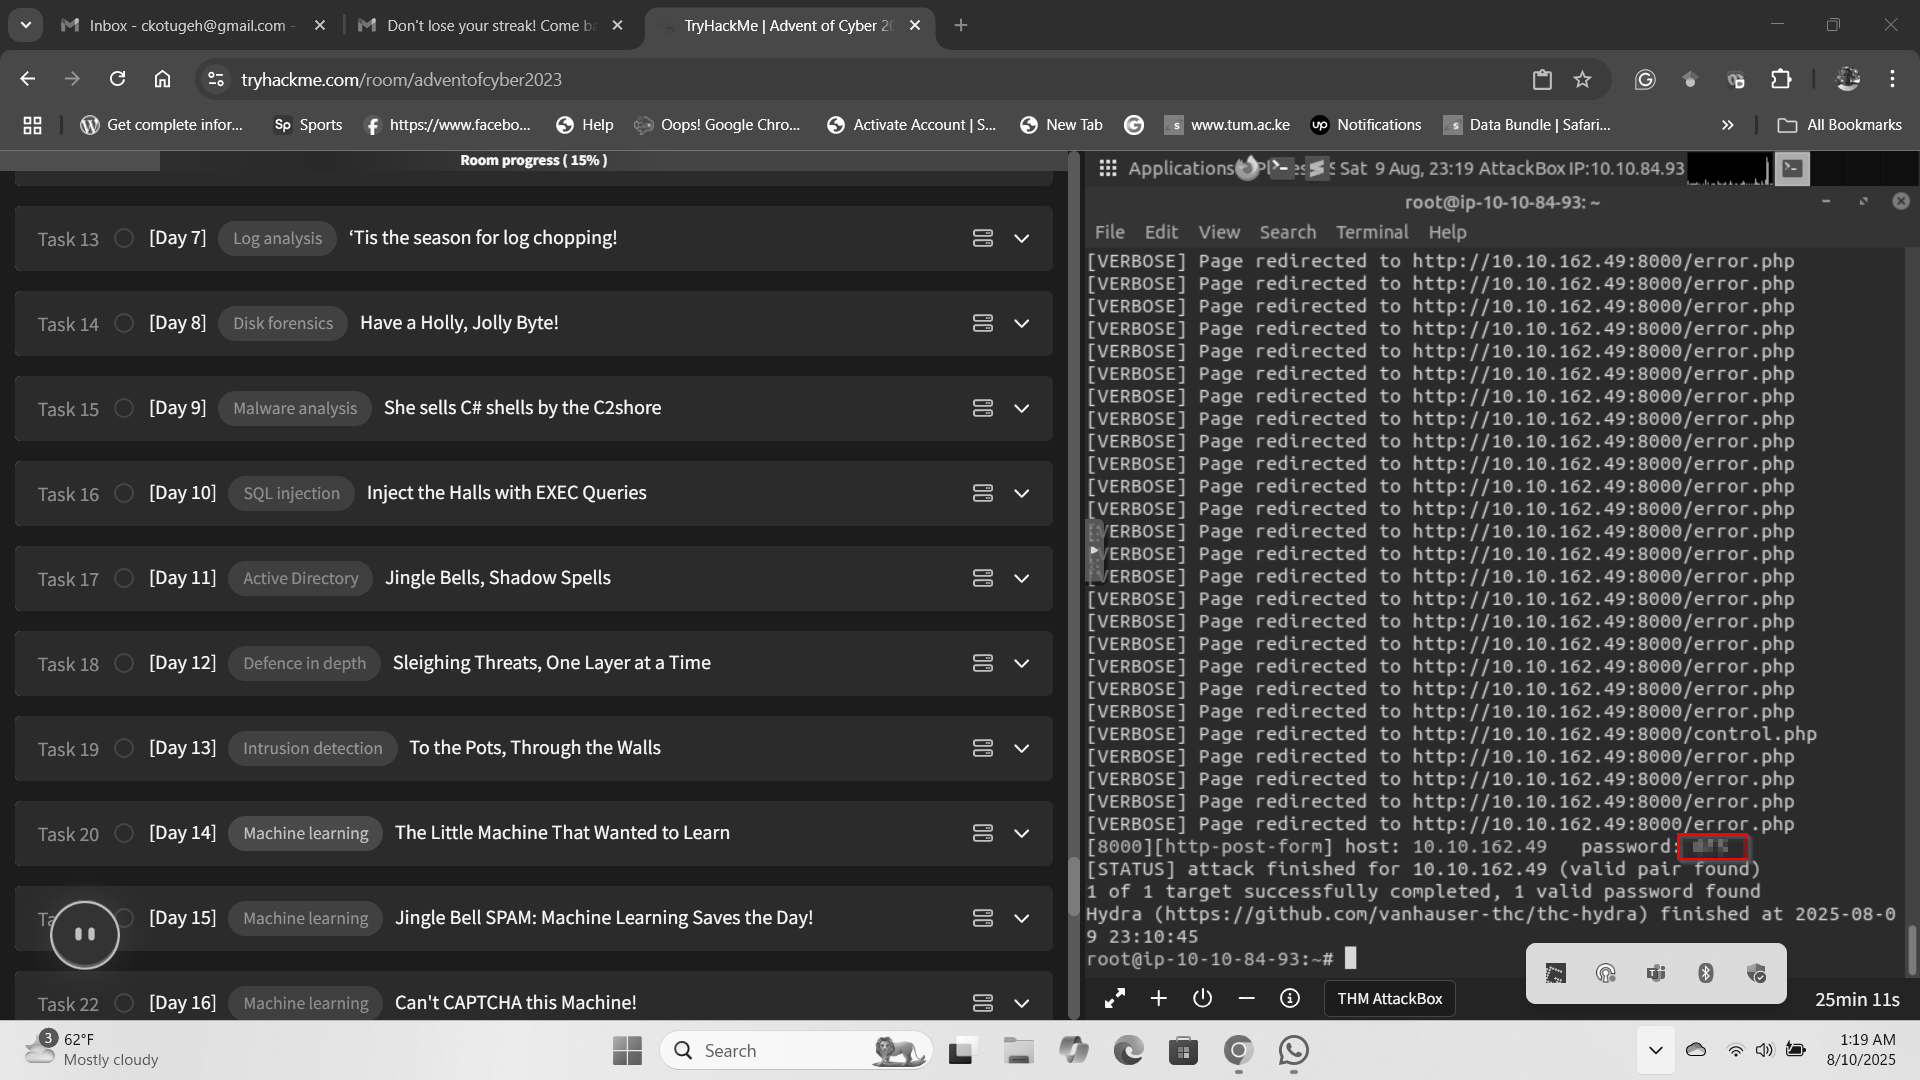 Inbox - ckotugeh@gmail.com -
Don't lose your streak! Come ba
TryHackMe | Advent of Cyber 20
tryhackme.com/room/adventofcyber2023
Get complete infor...
Sp Sports
https://www.facebo...
Help
Oops! Google Chro...
Activate Account | S...
New Tab
www.tum.ac.ke
up Notifications
Data Bundle | Safari...
All Bookmarks
Room progress ( 15% )
Task 13 [Day 7] Log analysis ‘Tis the season for log chopping!
Task 14 [Day 8] Disk forensics Have a Holly, Jolly Byte!
Task 15 [Day 9] Malware analysis She sells C# shells by the C2shore
Task 16 [Day 10] SQL injection Inject the Halls with EXEC Queries
Task 17 [Day 11] Active Directory Jingle Bells, Shadow Spells
Task 18 [Day 12] Defence in depth Sleighing Threats, One Layer at a Time
Task 19 [Day 13] Intrusion detection To the Pots, Through the Walls
Task 20 [Day 14] Machine learning The Little Machine That Wanted to Learn
[Day 15] Machine learning Jingle Bell SPAM: Machine Learning Saves the Day!
Task 22 [Day 16] Machine learning Can't CAPTCHA this Machine!
Applications Sat 9 Aug, 23:19 AttackBox IP:10.10.84.93
root@ip-10-10-84-93: ~
File Edit View Search Terminal Help
[VERBOSE] Page redirected to http://10.10.162.49:8000/error.php
[VERBOSE] Page redirected to http://10.10.162.49:8000/error.php
[VERBOSE] Page redirected to http://10.10.162.49:8000/error.php
[VERBOSE] Page redirected to http://10.10.162.49:8000/error.php
[VERBOSE] Page redirected to http://10.10.162.49:8000/error.php
[VERBOSE] Page redirected to http://10.10.162.49:8000/error.php
[VERBOSE] Page redirected to http://10.10.162.49:8000/error.php
[VERBOSE] Page redirected to http://10.10.162.49:8000/error.php
[VERBOSE] Page redirected to http://10.10.162.49:8000/error.php
[VERBOSE] Page redirected to http://10.10.162.49:8000/error.php
[VERBOSE] Page redirected to http://10.10.162.49:8000/error.php
[VERBOSE] Page redirected to http://10.10.162.49:8000/error.php
VERBOSE] Page redirected to http://10.10.162.49:8000/error.php
VERBOSE] Page redirected to http://10.10.162.49:8000/error.php
VERBOSE] Page redirected to http://10.10.162.49:8000/error.php
[VERBOSE] Page redirected to http://10.10.162.49:8000/error.php
[VERBOSE] Page redirected to http://10.10.162.49:8000/error.php
[VERBOSE] Page redirected to http://10.10.162.49:8000/error.php
[VERBOSE] Page redirected to http://10.10.162.49:8000/error.php
[VERBOSE] Page redirected to http://10.10.162.49:8000/error.php
[VERBOSE] Page redirected to http://10.10.162.49:8000/error.php
[VERBOSE] Page redirected to http://10.10.162.49:8000/control.php
[VERBOSE] Page redirected to http://10.10.162.49:8000/error.php
[VERBOSE] Page redirected to http://10.10.162.49:8000/error.php
[VERBOSE] Page redirected to http://10.10.162.49:8000/error.php
[VERBOSE] Page redirected to http://10.10.162.49:8000/error.php
[8000][http-post-form] host: 10.10.162.49 password:
[STATUS] attack finished for 10.10.162.49 (valid pair found)
1 of 1 target successfully completed, 1 valid password found
Hydra (https://github.com/vanhauser-thc/thc-hydra) finished at 2025-08-0
9 23:10:45
root@ip-10-10-84-93:~#
THM AttackBox
25min 11s
3
62°F
Mostly cloudy
Search
1:19 AM
8/10/2025